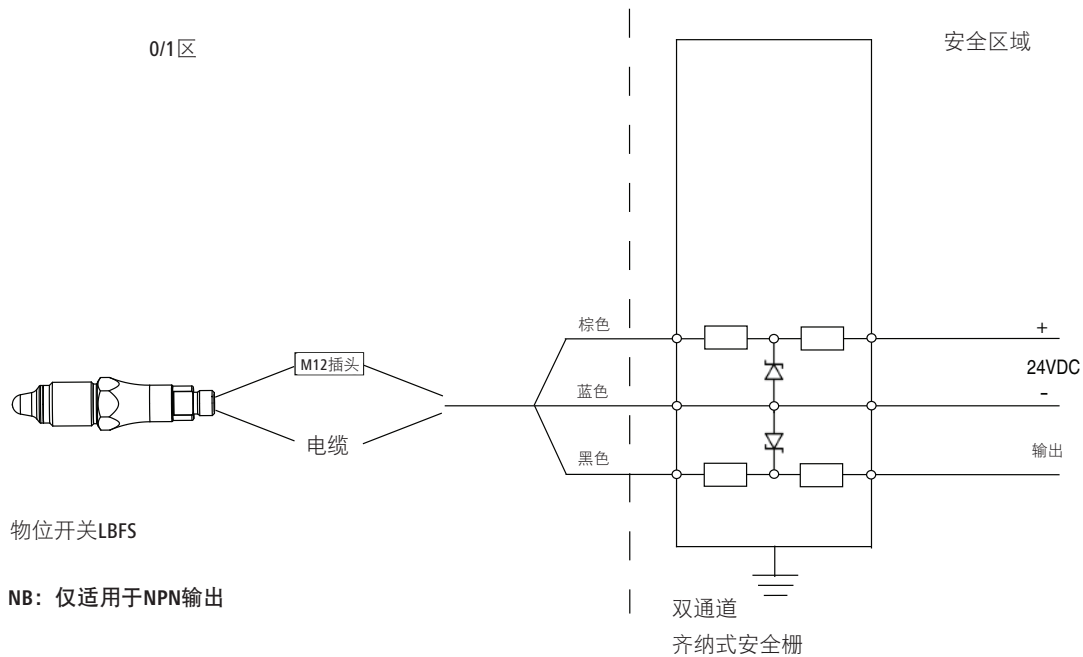 0/1区
安全区域
棕色
+
24VDC
M12插头
蓝色
-
电缆
黑色
输出
物位开关LBFS
NB：仅适用于NPN输出
双通道
齐纳式安全栅